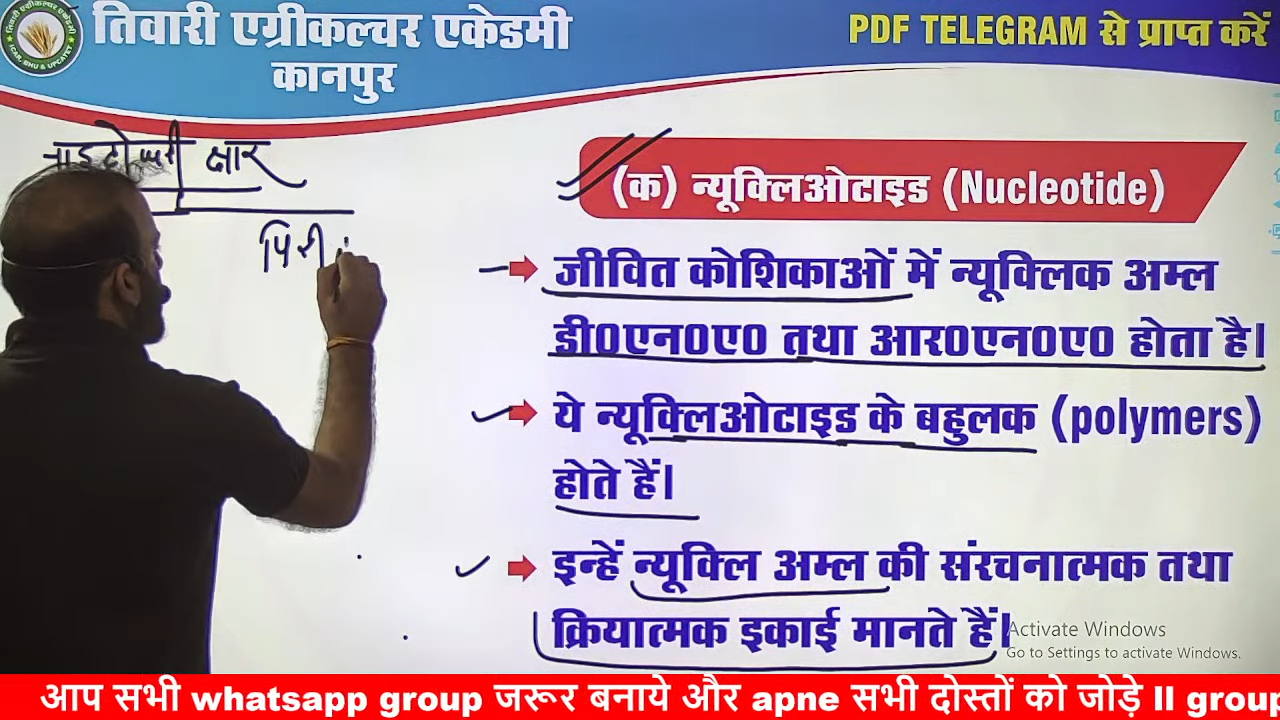 तिवारी एग्रीकल्चर एकेडमी
कानपुर
PDF TELEGRAM से प्राप्त करें
क्षार
पिरी
(क) न्यूक्लिओटाइड (Nucleotide)
जीवित कोशिकाओं में न्यूक्लिक अम्ल
डी0एन0ए0 तथा आर0एन0ए0 होता है।
ये न्यूक्लिओटाइड के बहुलक (polymers)
होते हैं।
इन्हें न्यूक्लि अम्ल की संरचनात्मक तथा
क्रियात्मक इकाई मानते हैं।
Activate Windows
Go to Settings to activate Windows.
आप सभी whatsapp group जरूर बनाये और apne सभी दोस्तों को जोड़े II group